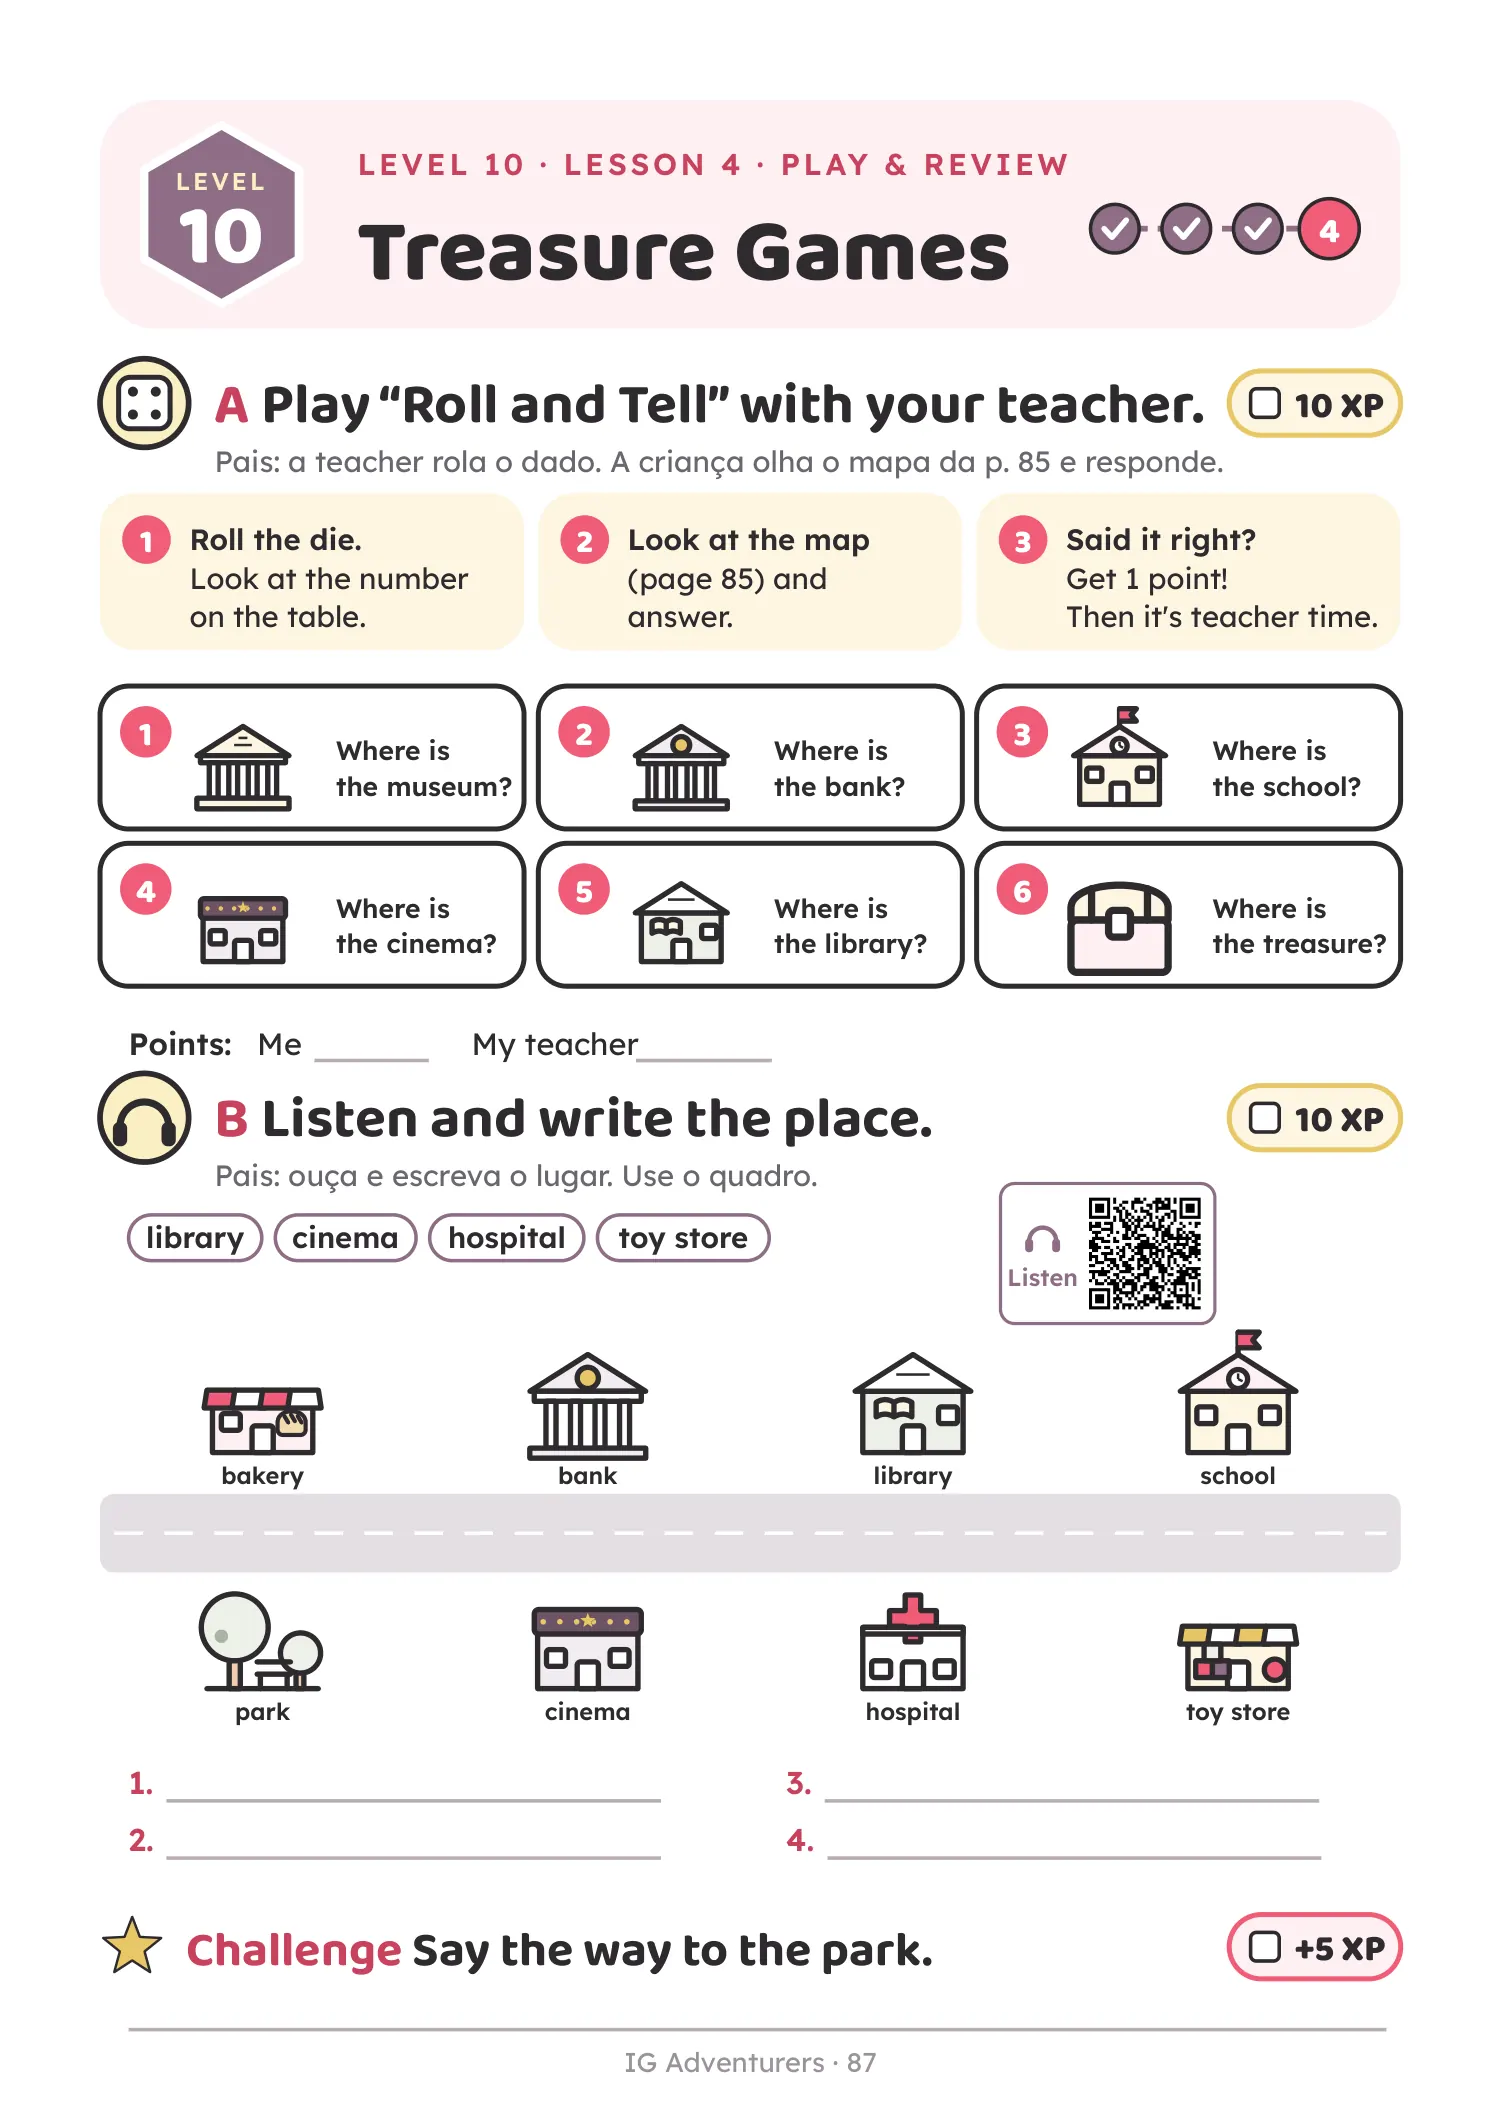 LEVEL
10
LEVEL 10 · LESSON 4 · PLAY & REVIEW
Treasure Games
4
A Play “Roll and Tell” with your teacher.
10 XP
Pais: a teacher rola o dado. A criança olha o mapa da p. 85 e responde.
1
Roll the die.
Look at the number
on the table.
2
Look at the map
(page 85) and
answer.
3
Said it right?
Get 1 point!
Then it's teacher time.
1
Where is
the museum?
2
Where is
the bank?
3
Where is
the school?
4
Where is
the cinema?
5
Where is
the library?
6
Where is
the treasure?
Points: Me ______ My teacher______
B Listen and write the place.
10 XP
Pais: ouça e escreva o lugar. Use o quadro.
library cinema hospital toy store
Listen
bakery bank library school
park cinema hospital toy store
1.
2.
3.
4.
Challenge Say the way to the park.
+5 XP
IG Adventurers · 87